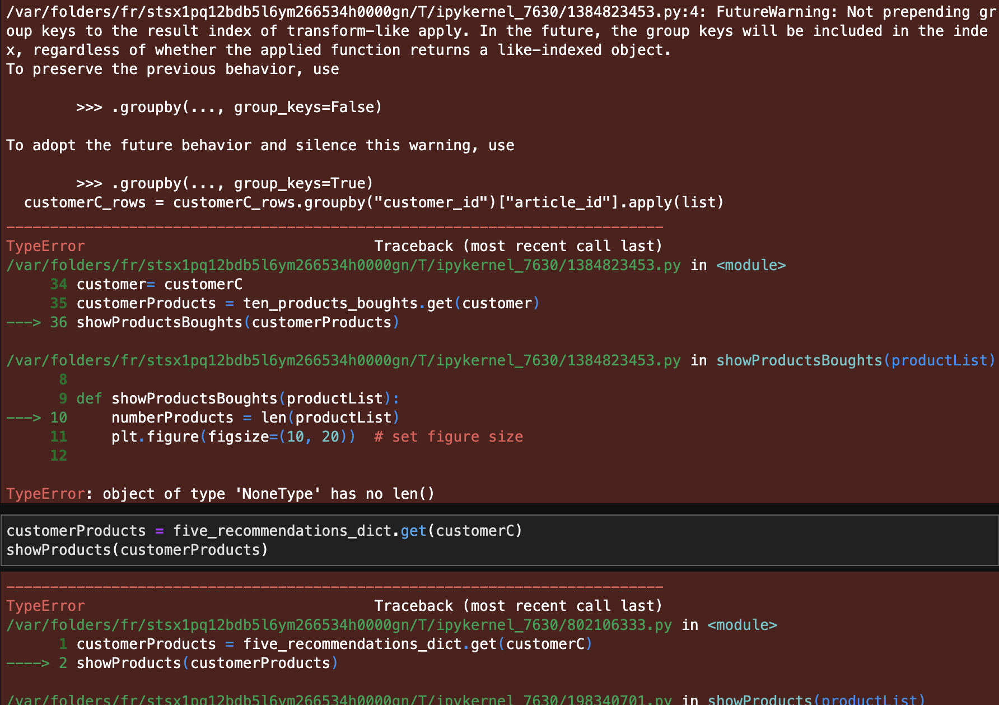 /var/folders/fr/stsx1pq12bdb5l6ym266534h0000gn/T/ipykernel_7630/1384823453.py:4: FutureWarning: Not prepending gr
oup keys to the result index of transform-like apply. In the future, the group keys will be included in the inde
x, regardless of whether the applied function returns a like-indexed object.
To preserve the previous behavior, use
>>> .groupby(..., group_keys=False)
To adopt the future behavior and silence this warning, use
>>> .groupby(..., group_keys=True)
customerC_rows = customerC_rows.groupby("customer_id")["article_id"].apply(list)
---------------------------------------------------------------------------
TypeError                                 Traceback (most recent call last)
/var/folders/fr/stsx1pq12bdb5l6ym266534h0000gn/T/ipykernel_7630/1384823453.py in <module>
34 customer= customerC
35 customerProducts = ten_products_boughts.get(customer)
---> 36 showProductsBoughts(customerProducts)
/var/folders/fr/stsx1pq12bdb5l6ym266534h0000gn/T/ipykernel_7630/1384823453.py in showProductsBoughts(productList)
8
9 def showProductsBoughts(productList):
---> 10     numberProducts = len(productList)
11     plt.figure(figsize=(10, 20))  # set figure size
12
TypeError: object of type 'NoneType' has no len()
customerProducts = five_recommendations_dict.get(customerC)
showProducts(customerProducts)
---------------------------------------------------------------------------
TypeError                                 Traceback (most recent call last)
/var/folders/fr/stsx1pq12bdb5l6ym266534h0000gn/T/ipykernel_7630/802106333.py in <module>
1 customerProducts = five_recommendations_dict.get(customerC)
----> 2 showProducts(customerProducts)
/var/folders/fr/stsx1pq12bdb5l6ym266534h0000gn/T/ipykernel_7630/198340701.py in showProducts(productList)